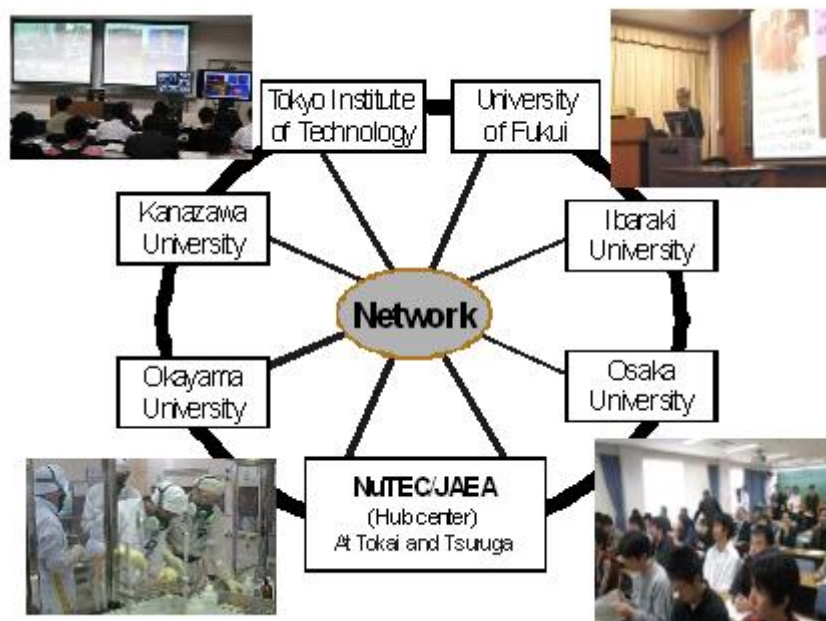 Tokyo Institute
of Technology
University
of Fukui
Kanazawa
University
Ibaraki
University
Network
Okayama
University
Osaka
University
NuTEC/JAEA
(Hub center)
At Tokai and Tsuruga